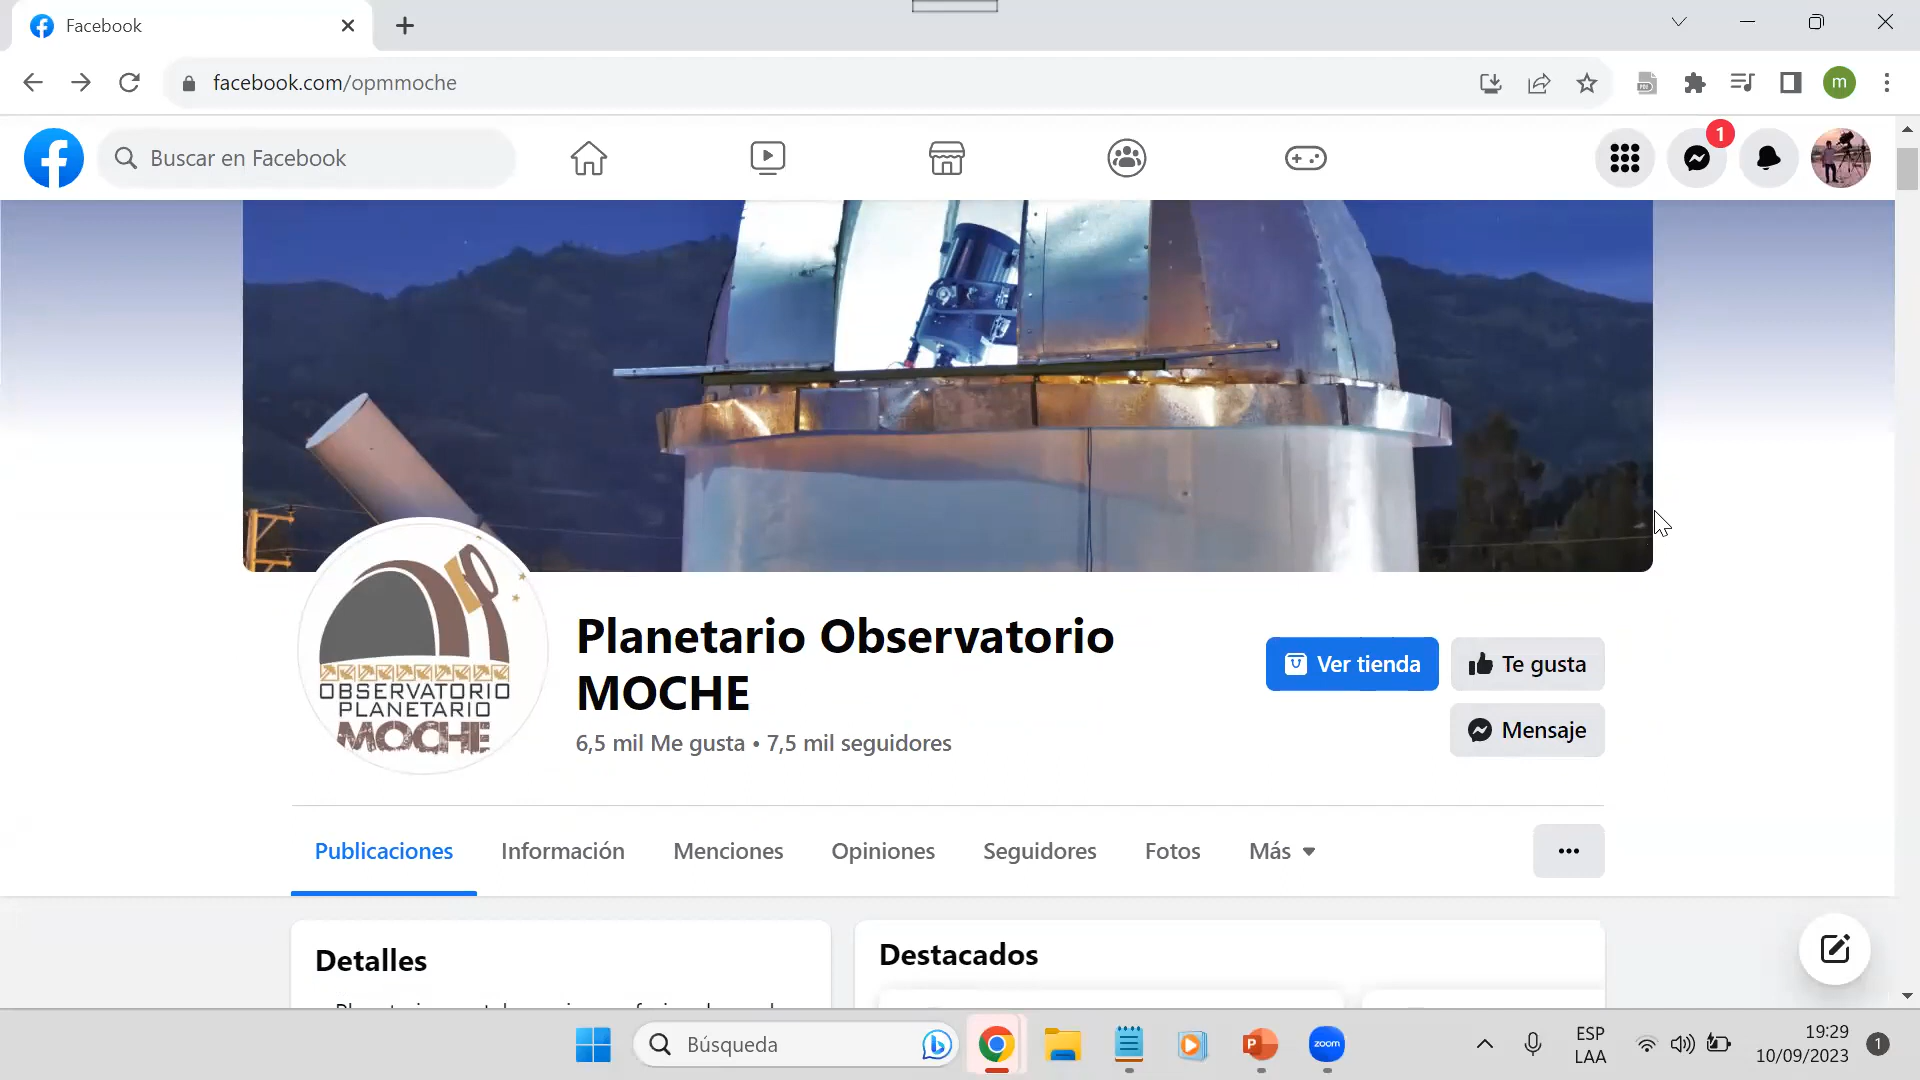 Facebook
facebook.com/opmmoche
m
Buscar en Facebook
1
OBSERVATORIO
PLANETARIO
MOCHE
Planetario Observatorio
MOCHE
6,5 mil Me gusta • 7,5 mil seguidores
Ver tienda
Te gusta
Mensaje
Publicaciones
Información
Menciones
Opiniones
Seguidores
Fotos
Más
Detalles
Destacados
Búsqueda
zoom
ESP
LAA
19:29
10/09/2023
1